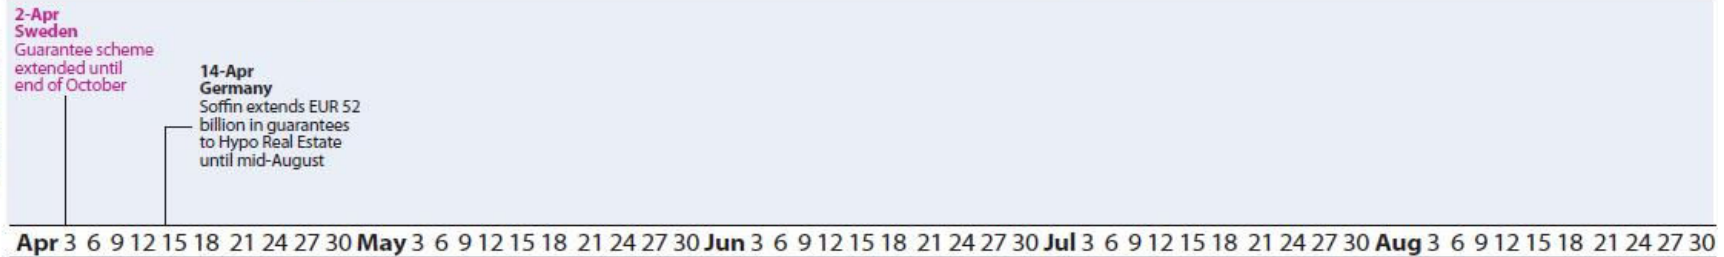 2-Apr
Sweden
Guarantee scheme
extended until
end of October
14-Apr
Germany
Soffin extends EUR 52
billion in guarantees
to Hypo Real Estate
until mid-August
Apr 3 6 9 12 15 18 21 24 27 30 May 3 6 9 12 15 18 21 24 27 30 Jun 3 6 9 12 15 18 21 24 27 30 Jul 3 6 9 12 15 18 21 24 27 30 Aug 3 6 9 12 15 18 21 24 27 30